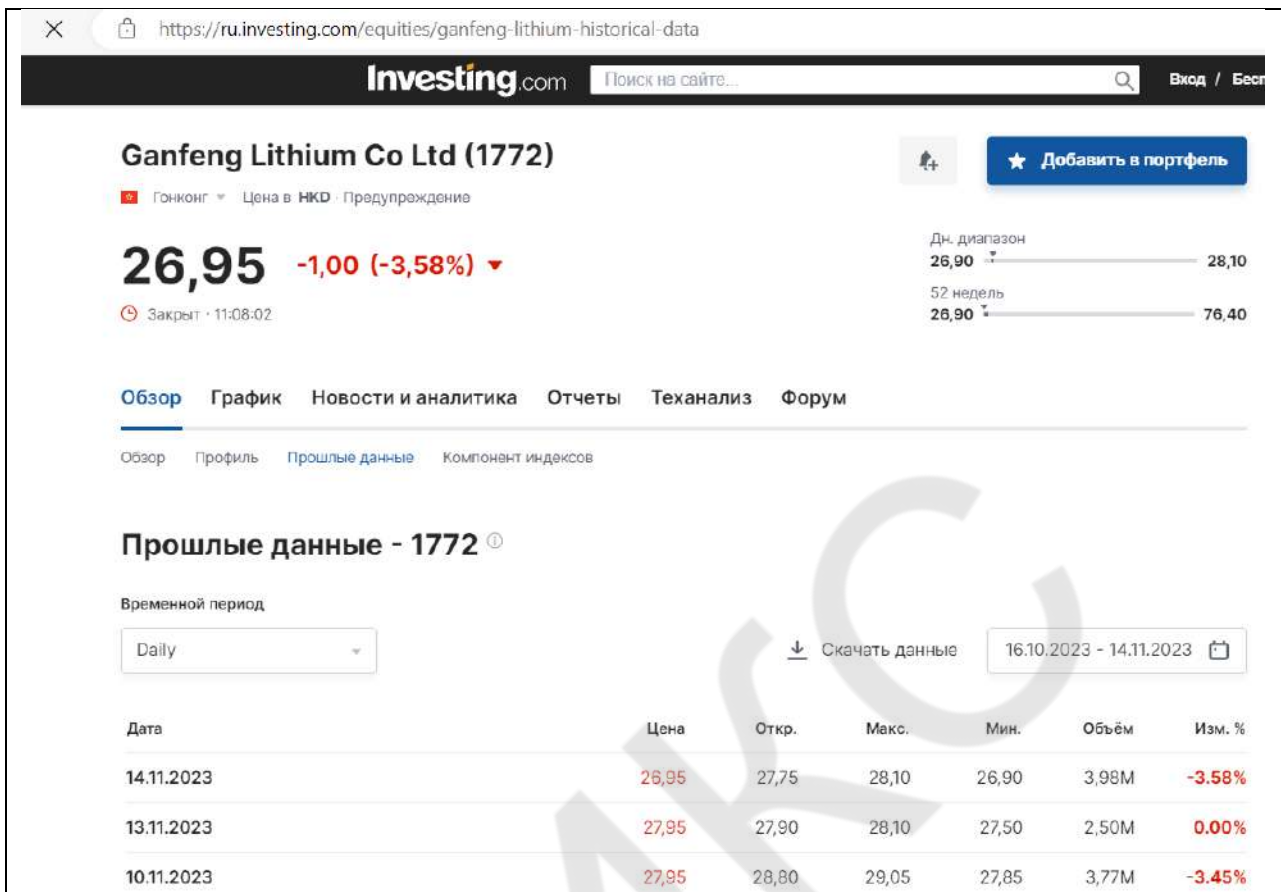 https://ru.investing.com/equities/ganfeng-lithium-historical-data
Investing.com Поиск на сайте... Вход / Бесп
Ganfeng Lithium Co Ltd (1772)
Добавить в портфель
Гонконг Цена в HKD · Предупреждение
26,95 -1,00 (-3,58%)
Дн. диапазон
26,90 28,10
52 недель
26,90 76,40
Закрыт · 11:08:02
Обзор График Новости и аналитика Отчеты Теханализ Форум
Обзор Профиль Прошлые данные Компонент индексов
Прошлые данные - 1772
Временной период
Daily Скачать данные 16.10.2023 - 14.11.2023
Дата Цена Откр. Макс. Мин. Объём Изм. %
14.11.2023 26,95 27,75 28,10 26,90 3,98M -3.58%
13.11.2023 27,95 27,90 28,10 27,50 2,50M 0.00%
10.11.2023 27,95 28,80 29,05 27,85 3,77M -3.45%